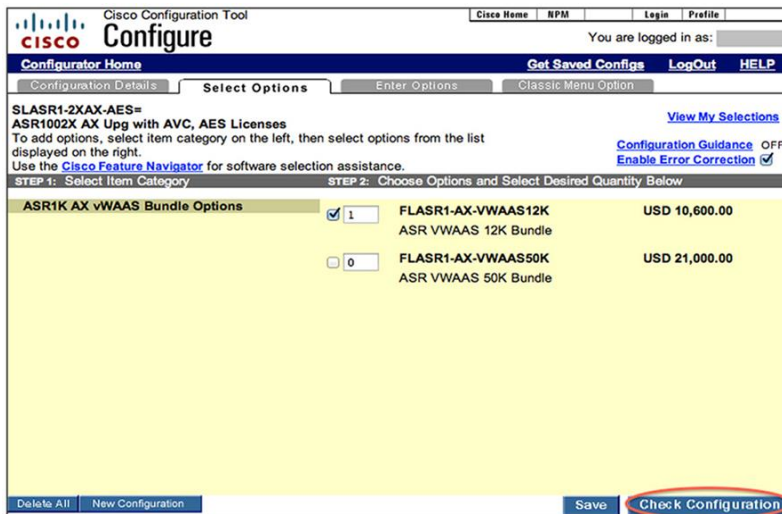 Cisco Configuration Tool
CISCO Configure
Cisco Home NPM Login Profile
You are logged in as:
Configurator Home Get Saved Configs LogOut HELP
Configuration Details Select Options Enter Options Classic Menu Option
SLASR1-2XAX-AES=
ASR1002X AX Upg with AVC, AES Licenses
To add options, select item category on the left, then select options from the list
displayed on the right.
Use the Cisco Feature Navigator for software selection assistance.
View My Selections
Configuration Guidance OFF
Enable Error Correction
STEP 1: Select Item Category STEP 2: Choose Options and Select Desired Quantity Below
ASR1K AX vWAAS Bundle Options
1 FLASR1-AX-VWAAS12K USD 10,600.00
ASR VWAAS 12K Bundle
0 FLASR1-AX-VWAAS50K USD 21,000.00
ASR VWAAS 50K Bundle
Delete All New Configuration Save Check Configuration